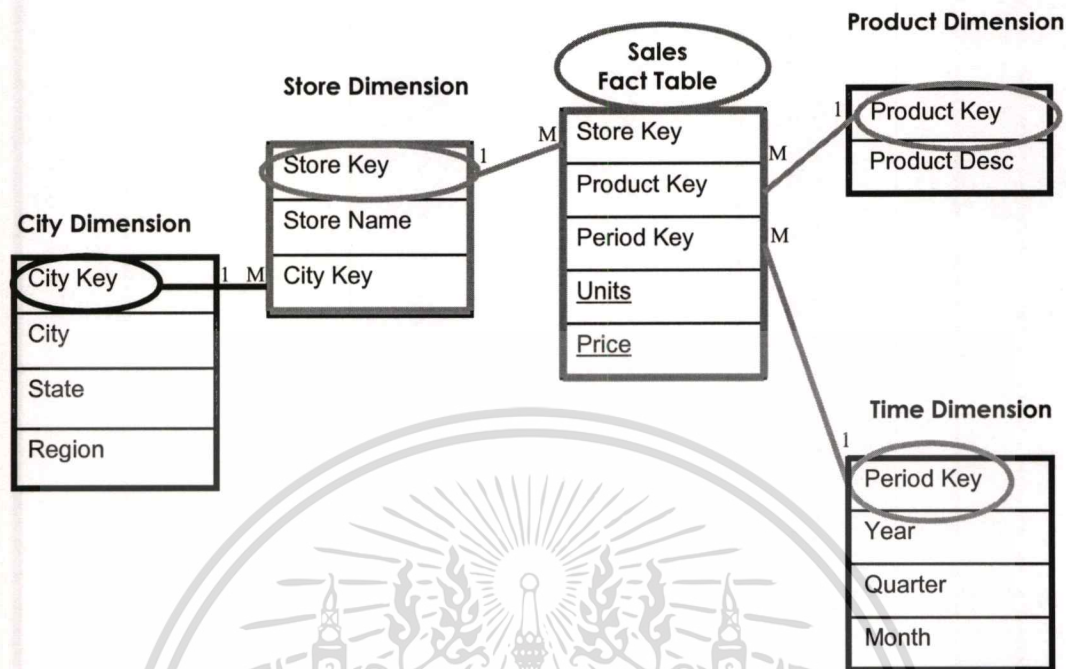 Product Dimension
Sales
Fact Table
Store Dimension
Store Key
Product Key
Period Key
Units
Price
Product Key
Product Desc
Store Key
Store Name
City Key
City Dimension
City Key
City
State
Region
Time Dimension
Period Key
Year
Quarter
Month
1
M
1
M
M
1
M
1